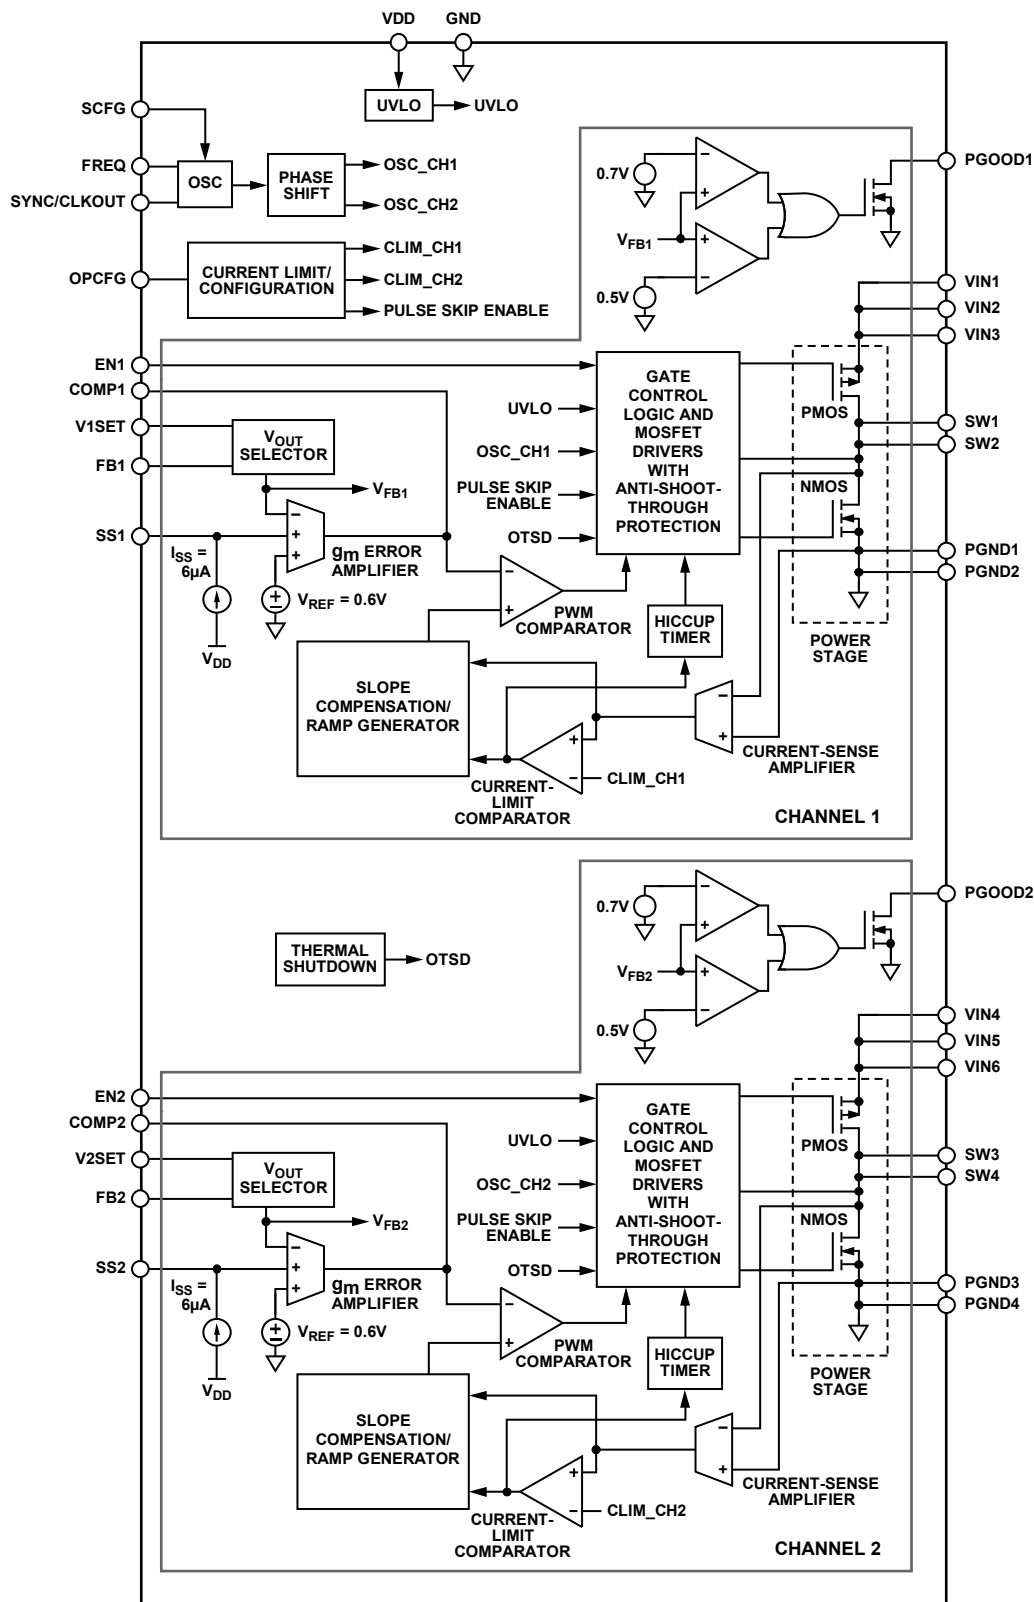 VDD GND
SCFG
UVLO UVLO
FREQ
OSC
PHASE
SHIFT
OSC_CH1
OSC_CH2
SYNC/CLKOUT
OPCFG
CURRENT LIMIT/
CONFIGURATION
CLIM_CH1
CLIM_CH2
PULSE SKIP ENABLE
0.7V
−
+
VFB1
+
−
0.5V
PGOOD1
VIN1
VIN2
VIN3
EN1
COMP1
V1SET
VOUT
SELECTOR
FB1
VFB1
SS1
ISS =
6µA
VDD
−
+
+
gm ERROR
AMPLIFIER
VREF = 0.6V
UVLO
OSC_CH1
PULSE SKIP
ENABLE
OTSD
GATE
CONTROL
LOGIC AND
MOSFET
DRIVERS
WITH
ANTI-SHOOT-
THROUGH
PROTECTION
PMOS
NMOS
SW1
SW2
PGND1
PGND2
POWER
STAGE
−
+
PWM
COMPARATOR
HICCUP
TIMER
SLOPE
COMPENSATION/
RAMP GENERATOR
+
−
CLIM_CH1
CURRENT-
LIMIT
COMPARATOR
−
+
CURRENT-SENSE
AMPLIFIER
CHANNEL 1
THERMAL
SHUTDOWN
OTSD
0.7V
−
+
VFB2
+
−
0.5V
PGOOD2
VIN4
VIN5
VIN6
EN2
COMP2
V2SET
VOUT
SELECTOR
FB2
VFB2
SS2
ISS =
6µA
VDD
−
+
+
gm ERROR
AMPLIFIER
VREF = 0.6V
UVLO
OSC_CH2
PULSE SKIP
ENABLE
OTSD
GATE
CONTROL
LOGIC AND
MOSFET
DRIVERS
WITH
ANTI-SHOOT-
THROUGH
PROTECTION
PMOS
NMOS
SW3
SW4
PGND3
PGND4
POWER
STAGE
−
+
PWM
COMPARATOR
HICCUP
TIMER
SLOPE
COMPENSATION/
RAMP GENERATOR
+
−
CLIM_CH2
CURRENT-
LIMIT
COMPARATOR
−
+
CURRENT-SENSE
AMPLIFIER
CHANNEL 2